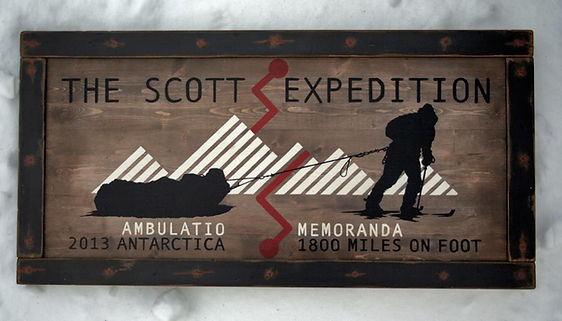 THE SCOTT EXPEDITION
AMBULATIO MEMORANDA
2013 ANTARCTICA 1800 MILES ON FOOT